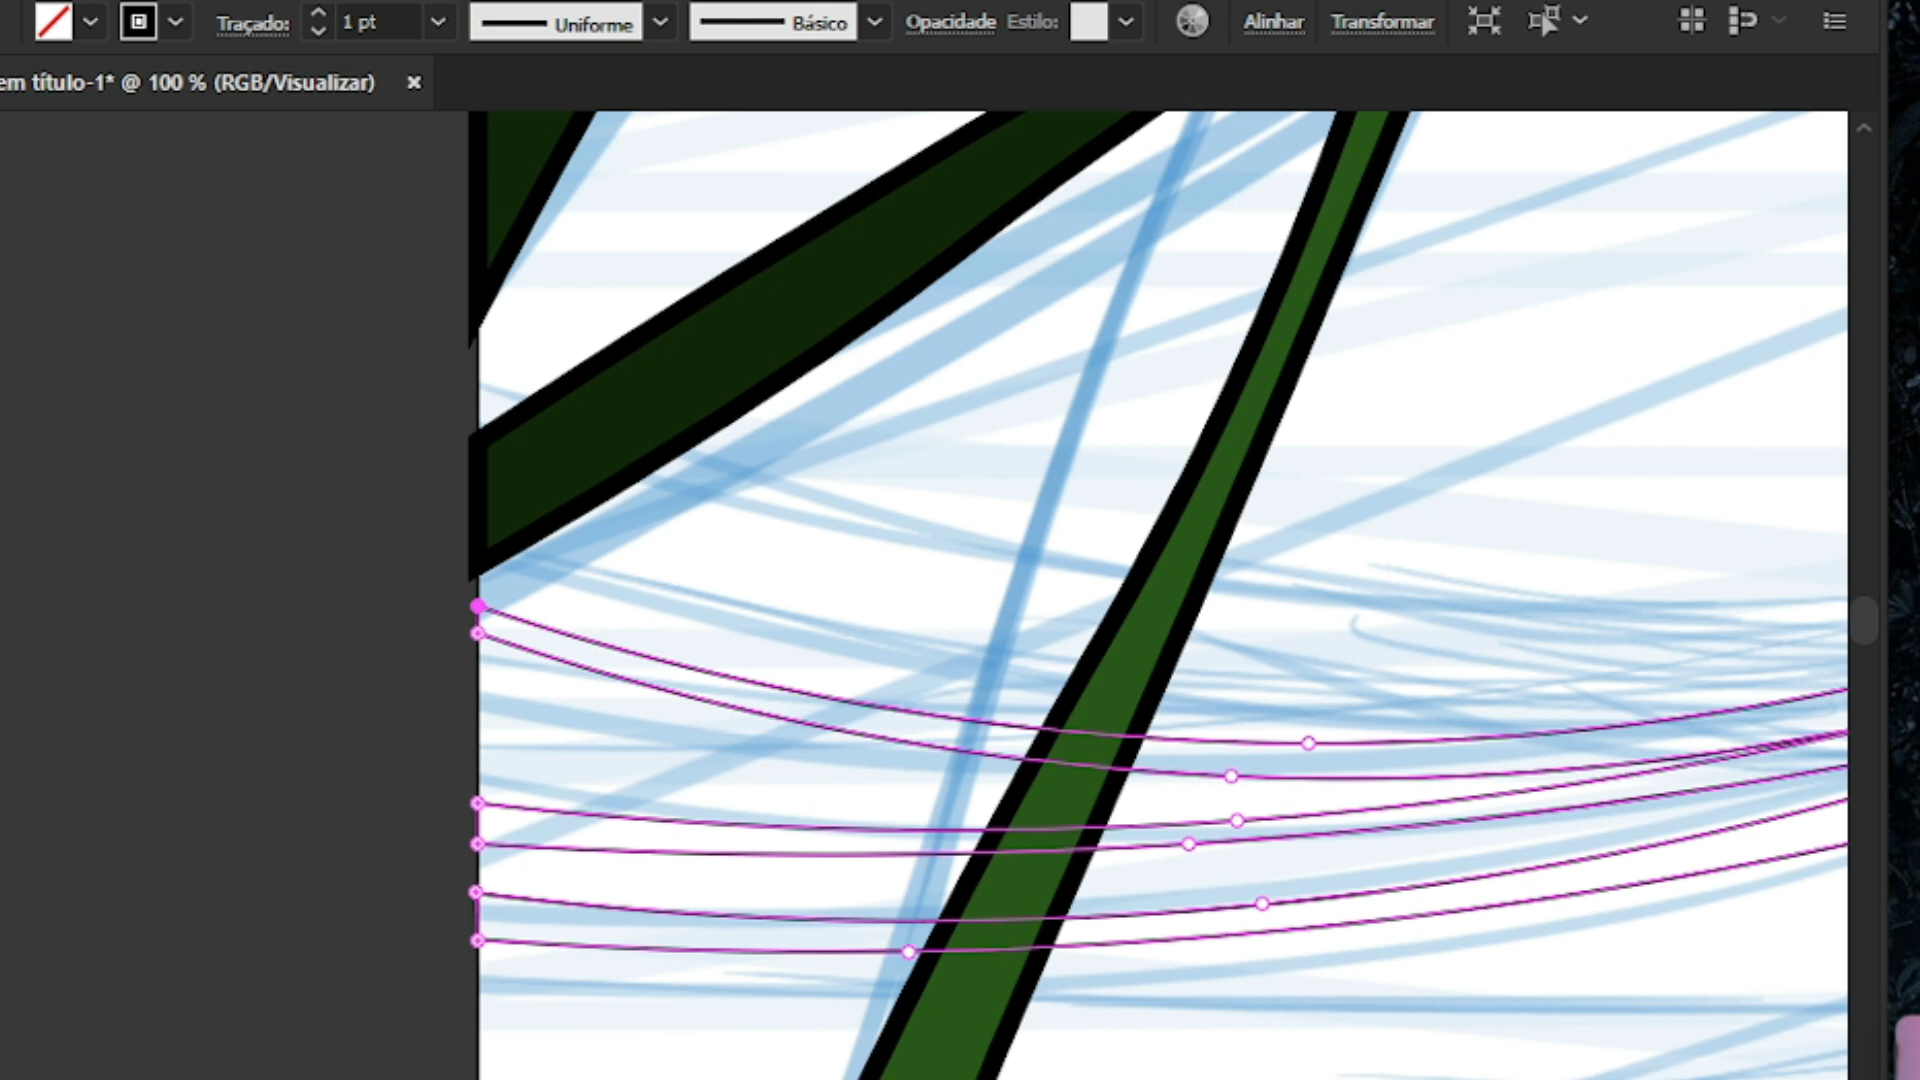 Traçado: 1 pt Uniforme Básico Opacidade Estilo: Alinhar Transformar
em título-1* @ 100 % (RGB/Visualizar) ×